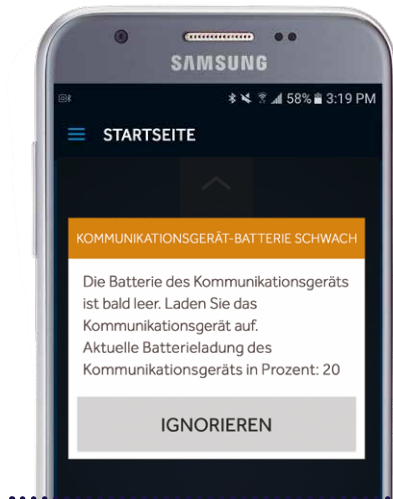 SAMSUNG
58% 3:19 PM
STARTSEITE
KOMMUNIKATIONSGERÄT-BATTERIE SCHWACH
Die Batterie des Kommunikationsgeräts
ist bald leer. Laden Sie das
Kommunikationsgerät auf.
Aktuelle Batterieladung des
Kommunikationsgeräts in Prozent: 20
IGNORIEREN